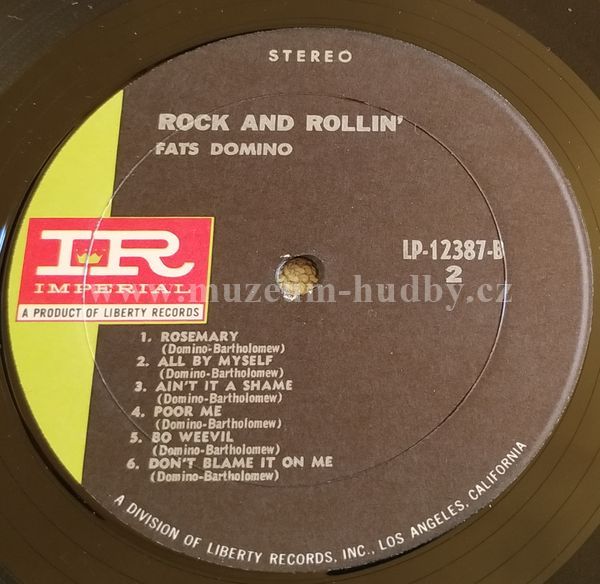 STEREO
ROCK AND ROLLIN'
FATS DOMINO
LP-12387-B
2
IR
IMPERIAL
A PRODUCT OF LIBERTY RECORDS
www.muzeum-hudby.cz
1. ROSEMARY
(Domino-Bartholomew)
2. ALL BY MYSELF
(Domino-Bartholomew)
3. AIN'T IT A SHAME
(Domino-Bartholomew)
4. POOR ME
(Domino-Bartholomew)
5. BO WEEVIL
(Domino-Bartholomew)
6. DON'T BLAME IT ON ME
(Domino-Bartholomew)
A DIVISION OF LIBERTY RECORDS, INC., LOS ANGELES, CALIFORNIA